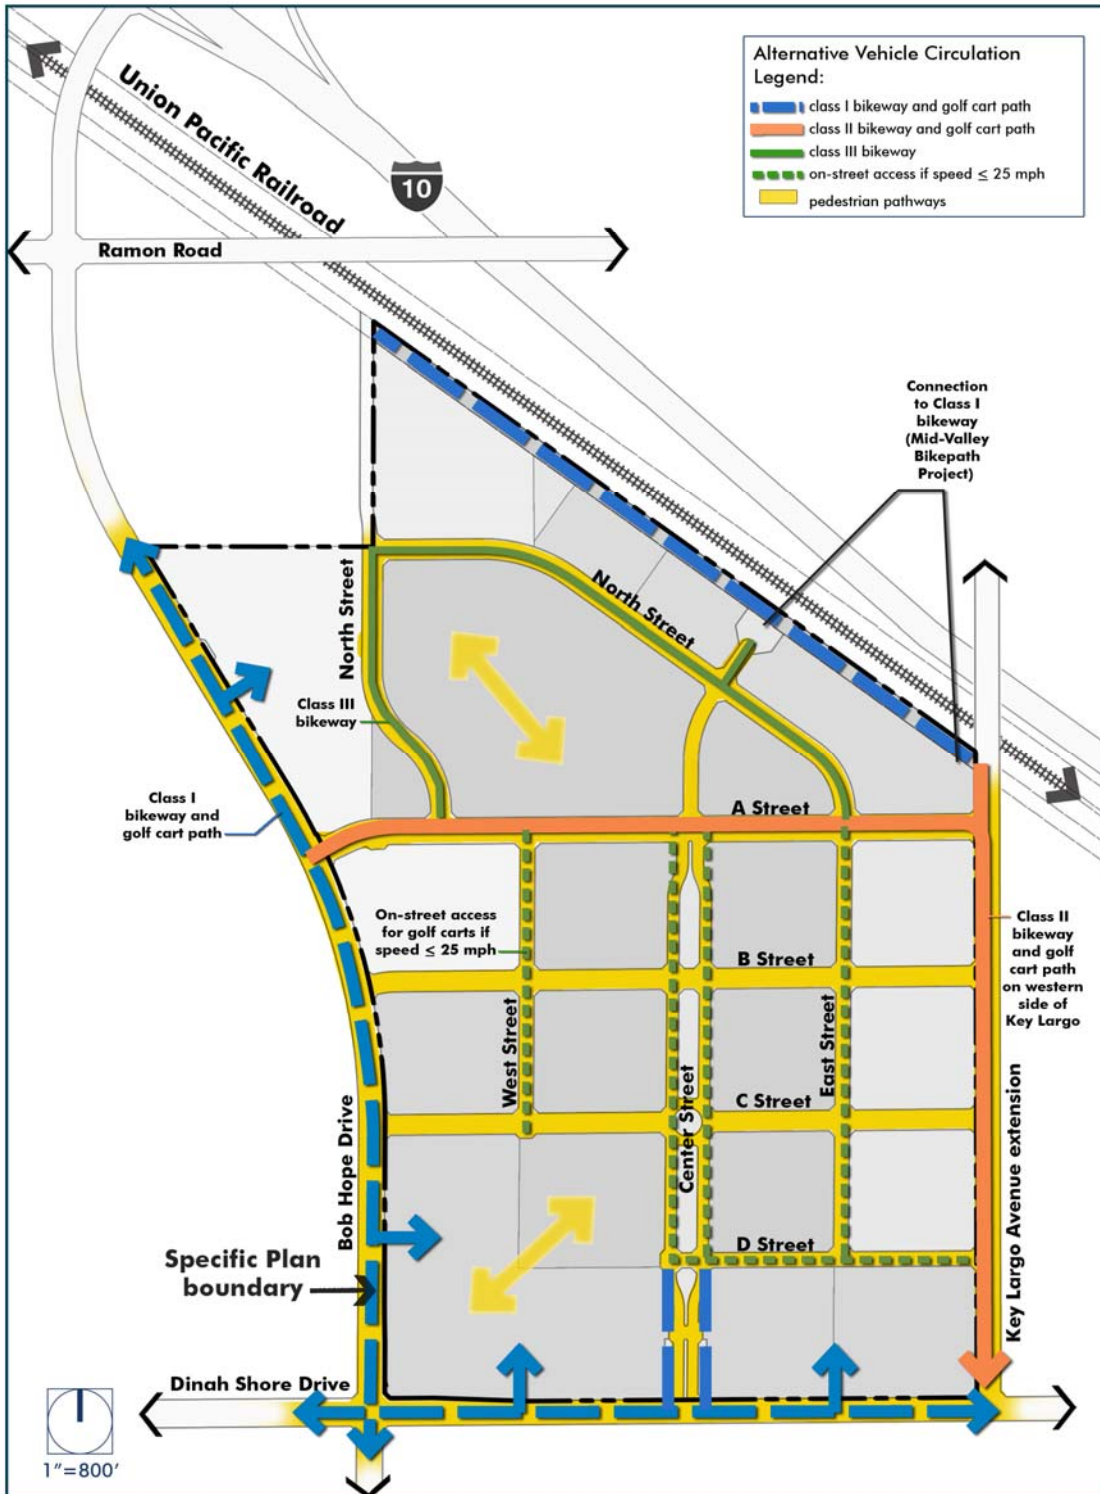 Alternative Vehicle Circulation
Legend:
class I bikeway and golf cart path
class II bikeway and golf cart path
class III bikeway
on-street access if speed ≤ 25 mph
pedestrian pathways
Union Pacific Railroad
10
Ramon Road
Connection
to Class I
bikeway
(Mid-Valley
Bikepath
Project)
North Street
North Street
Class III
bikeway
Class I
bikeway and
golf cart path
A Street
On-street access
for golf carts if
speed ≤ 25 mph
B Street
Class II
bikeway
and golf
cart path
on western
side of
Key Largo
West Street
East Street
Center Street
C Street
Bob Hope Drive
Key Largo Avenue extension
D Street
Specific Plan
boundary
Dinah Shore Drive
1"=800'